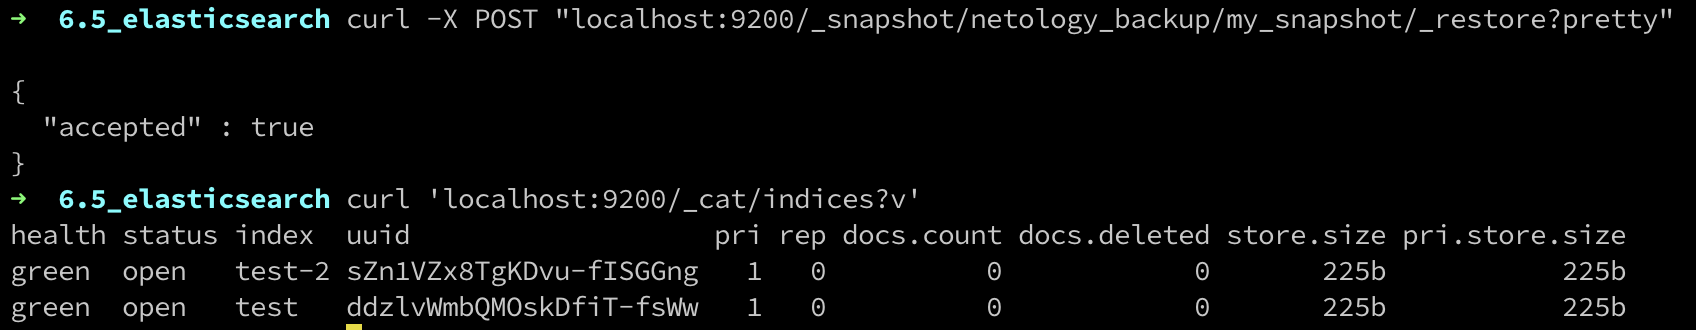 ➜  6.5_elasticsearch curl -X POST "localhost:9200/_snapshot/netology_backup/my_snapshot/_restore?pretty"
{
  "accepted" : true
}
➜  6.5_elasticsearch curl 'localhost:9200/_cat/indices?v'
health status index  uuid                   pri rep docs.count docs.deleted store.size pri.store.size
green  open   test-2 sZn1VZx8TgKDvu-fISGGng   1   0          0            0       225b           225b
green  open   test   ddzlvWmbQMOskDfiT-fsWw   1   0          0            0       225b           225b